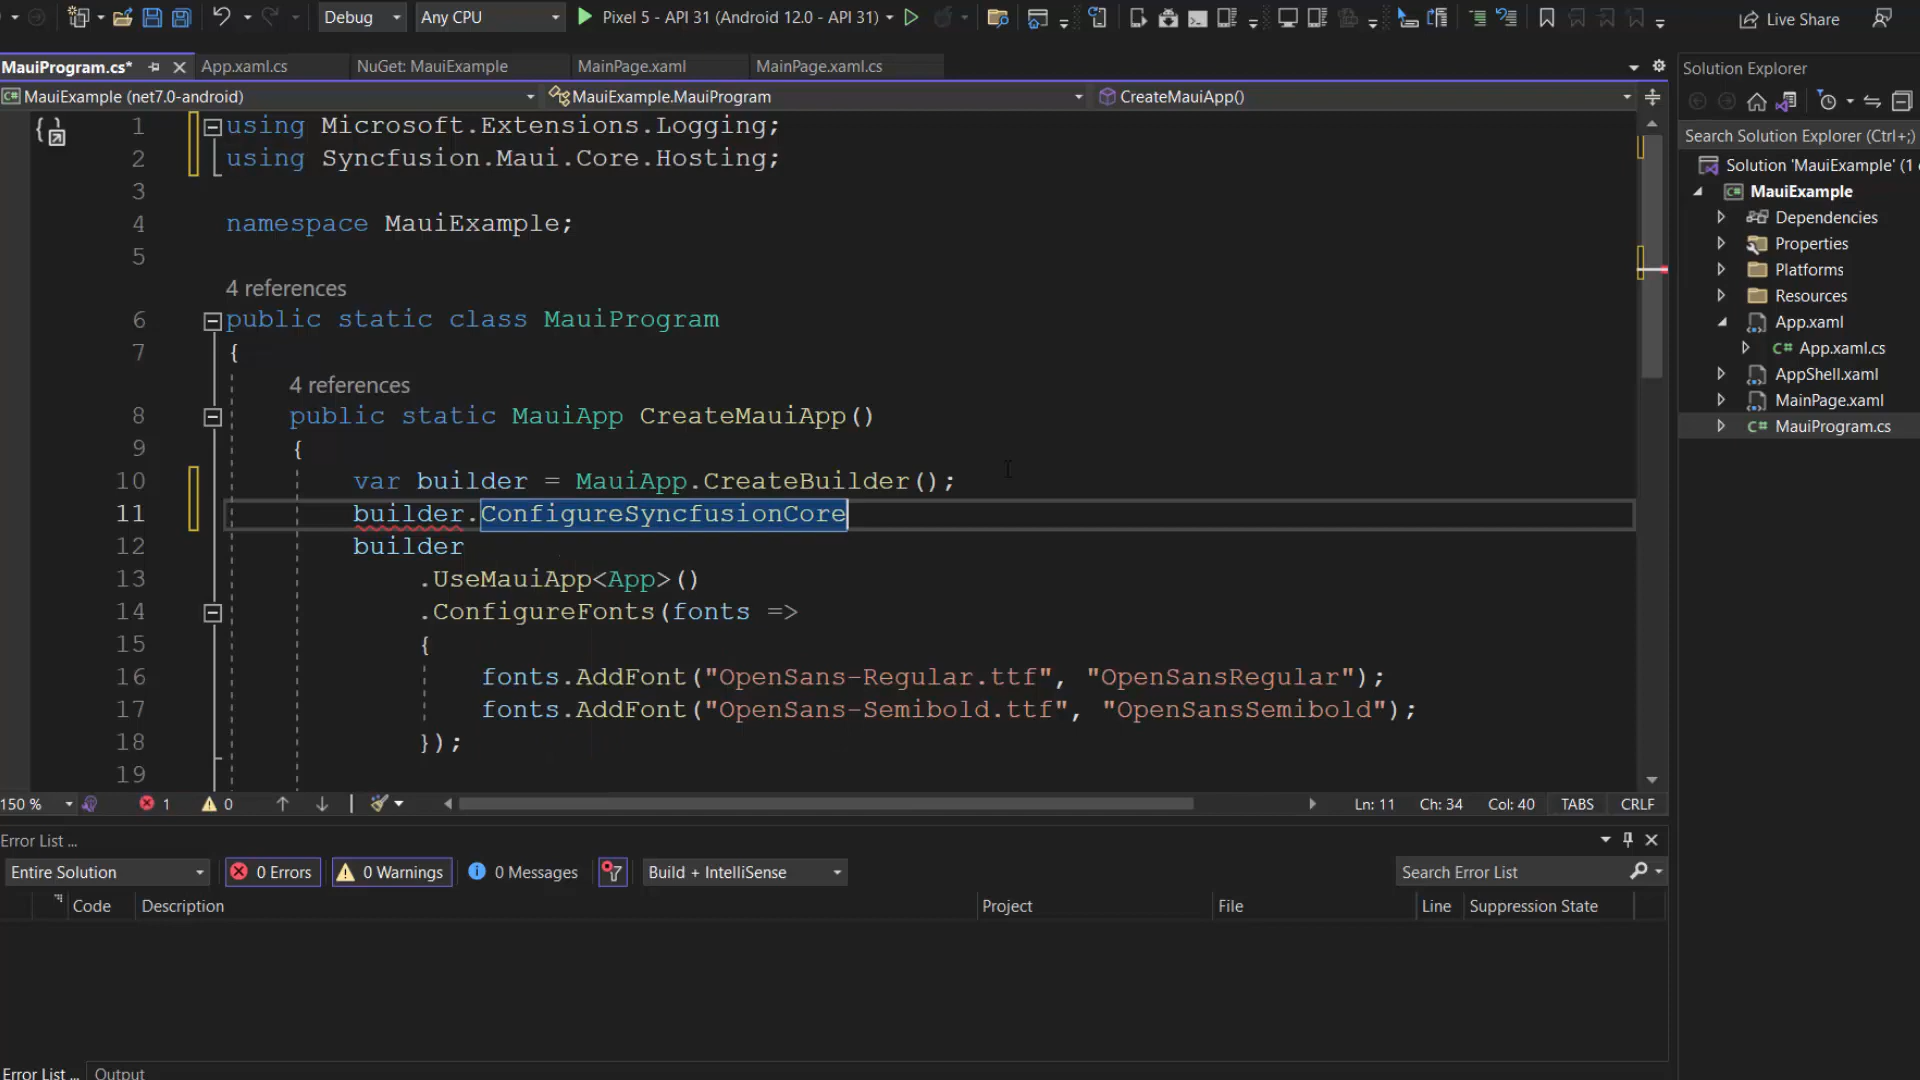 Debug
Any CPU
Pixel 5 - API 31 (Android 12.0 - API 31)
Live Share
MauiProgram.cs*
App.xaml.cs
NuGet: MauiExample
MainPage.xaml
MainPage.xaml.cs
MauiExample (net7.0-android)
MauiExample.MauiProgram
CreateMauiApp()
1 using Microsoft.Extensions.Logging;
2 using Syncfusion.Maui.Core.Hosting;
3
4 namespace MauiExample;
5
4 references
6 public static class MauiProgram
7 {
4 references
8 public static MauiApp CreateMauiApp()
9 {
10 var builder = MauiApp.CreateBuilder();
11 builder.ConfigureSyncfusionCore
12 builder
13 .UseMauiApp<App>()
14 .ConfigureFonts(fonts =>
15 {
16 fonts.AddFont("OpenSans-Regular.ttf", "OpenSansRegular");
17 fonts.AddFont("OpenSans-Semibold.ttf", "OpenSansSemibold");
18 });
19
150 %
1
0
Ln: 11
Ch: 34
Col: 40
TABS
CRLF
Error List ...
Entire Solution
0 Errors
0 Warnings
0 Messages
Build + IntelliSense
Search Error List
Code
Description
Project
File
Line
Suppression State
Error List ...
Output
Solution Explorer
Search Solution Explorer (Ctrl+;)
Solution 'MauiExample' (1
MauiExample
Dependencies
Properties
Platforms
Resources
App.xaml
App.xaml.cs
AppShell.xaml
MainPage.xaml
MauiProgram.cs